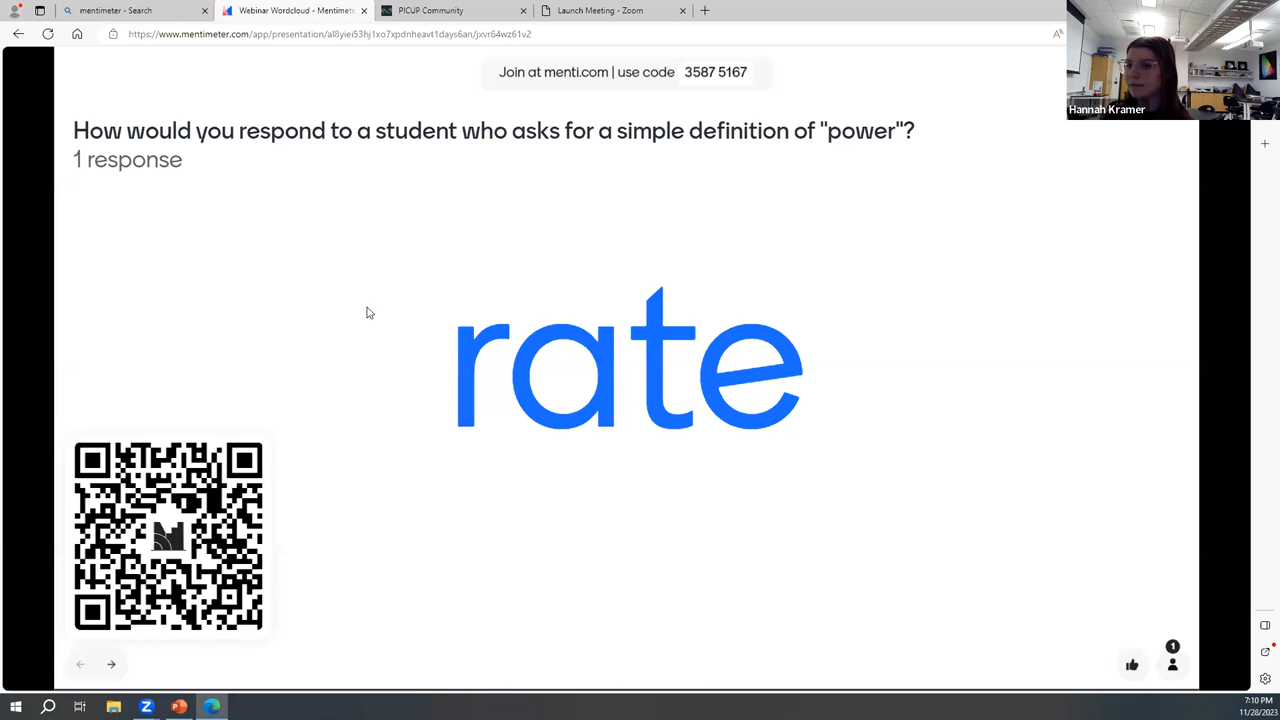 mentimeter - Search
Webinar Wordcloud - Mentimete
PICUP Community
Launch Meeting - Zoom
https://www.mentimeter.com/app/presentation/al8yiei53hj1xo7xpdnheavt1days6an/jxvr64wz61v2
Hannah Kramer
Join at menti.com | use code 3587 5167
How would you respond to a student who asks for a simple definition of "power"?
1 response
rate
1
7:10 PM
11/28/2023